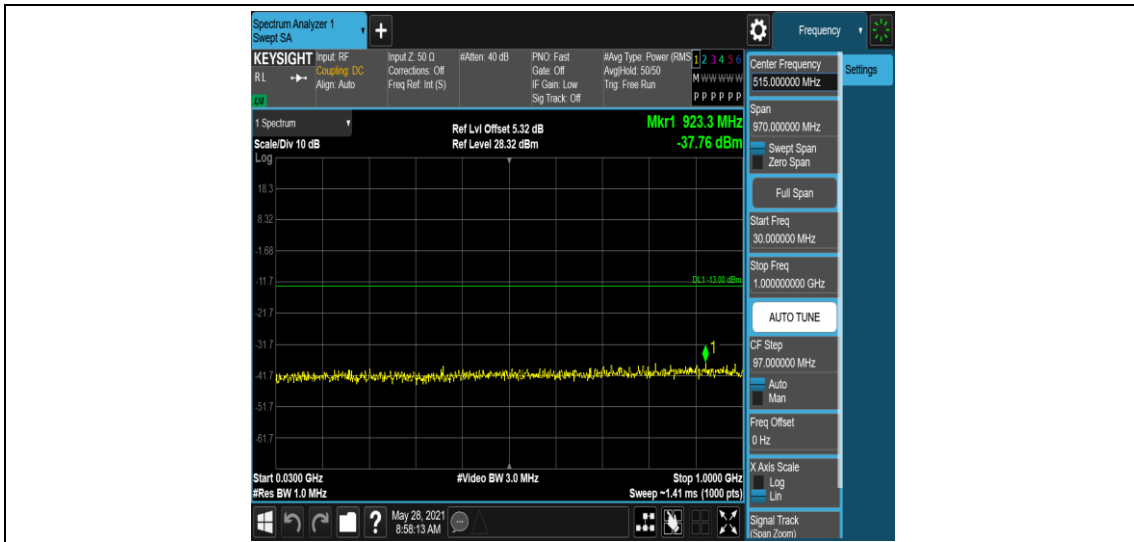 Spectrum Analyzer 1
Swept SA
+
Frequency
KEYSIGHT
RL
LXI
Input: RF
Coupling: DC
Align: Auto
Input Z: 50 Ω
Corrections: Off
Freq Ref: Int (S)
#Atten: 40 dB
PNO: Fast
Gate: Off
IF Gain: Low
Sig Track: Off
#Avg Type: Power (RMS
Avg|Hold: 50/50
Trig: Free Run
1 2 3 4 5 6
M W W W W W
P P P P P P
1 Spectrum
Scale/Div 10 dB
Ref Lvl Offset 5.32 dB
Ref Level 28.32 dBm
Mkr1 923.3 MHz
-37.76 dBm
Log
18.3
8.32
-1.68
-11.7
DL1 -13.00 dBm
-21.7
-31.7
1
-41.7
-51.7
-61.7
Start 0.0300 GHz
#Video BW 3.0 MHz
Stop 1.0000 GHz
#Res BW 1.0 MHz
Sweep ~1.41 ms (1000 pts)
Center Frequency
515.000000 MHz
Settings
Span
970.000000 MHz
Swept Span
Zero Span
Full Span
Start Freq
30.000000 MHz
Stop Freq
1.000000000 GHz
AUTO TUNE
CF Step
97.000000 MHz
Auto
Man
Freq Offset
0 Hz
X Axis Scale
Log
Lin
Signal Track
(Span Zoom)
?
May 28, 2021
8:58:13 AM